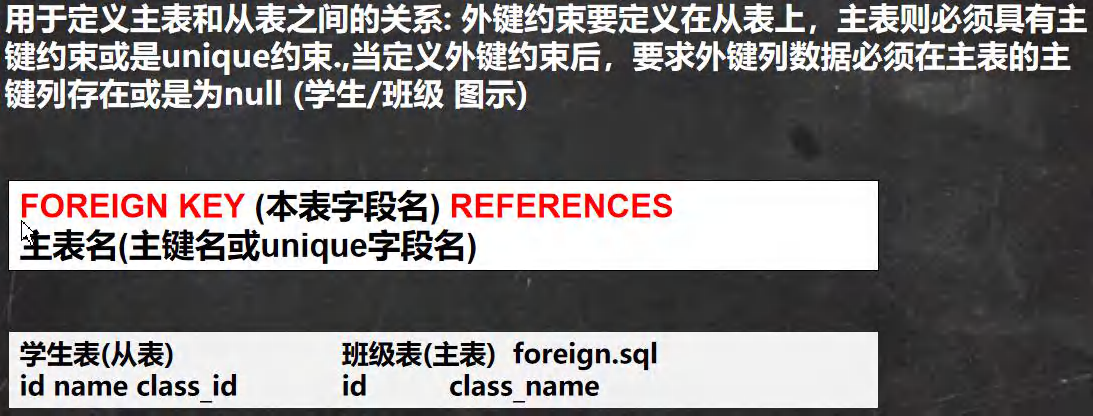 用于定义主表和从表之间的关系: 外键约束要定义在从表上，主表则必须具有主
键约束或是unique约束.,当定义外键约束后，要求外键列数据必须在主表的主
键列存在或是为null (学生/班级 图示)
FOREIGN KEY (本表字段名) REFERENCES
主表名(主键名或unique字段名)
学生表(从表) 班级表(主表) foreign.sql
id name class_id id class_name